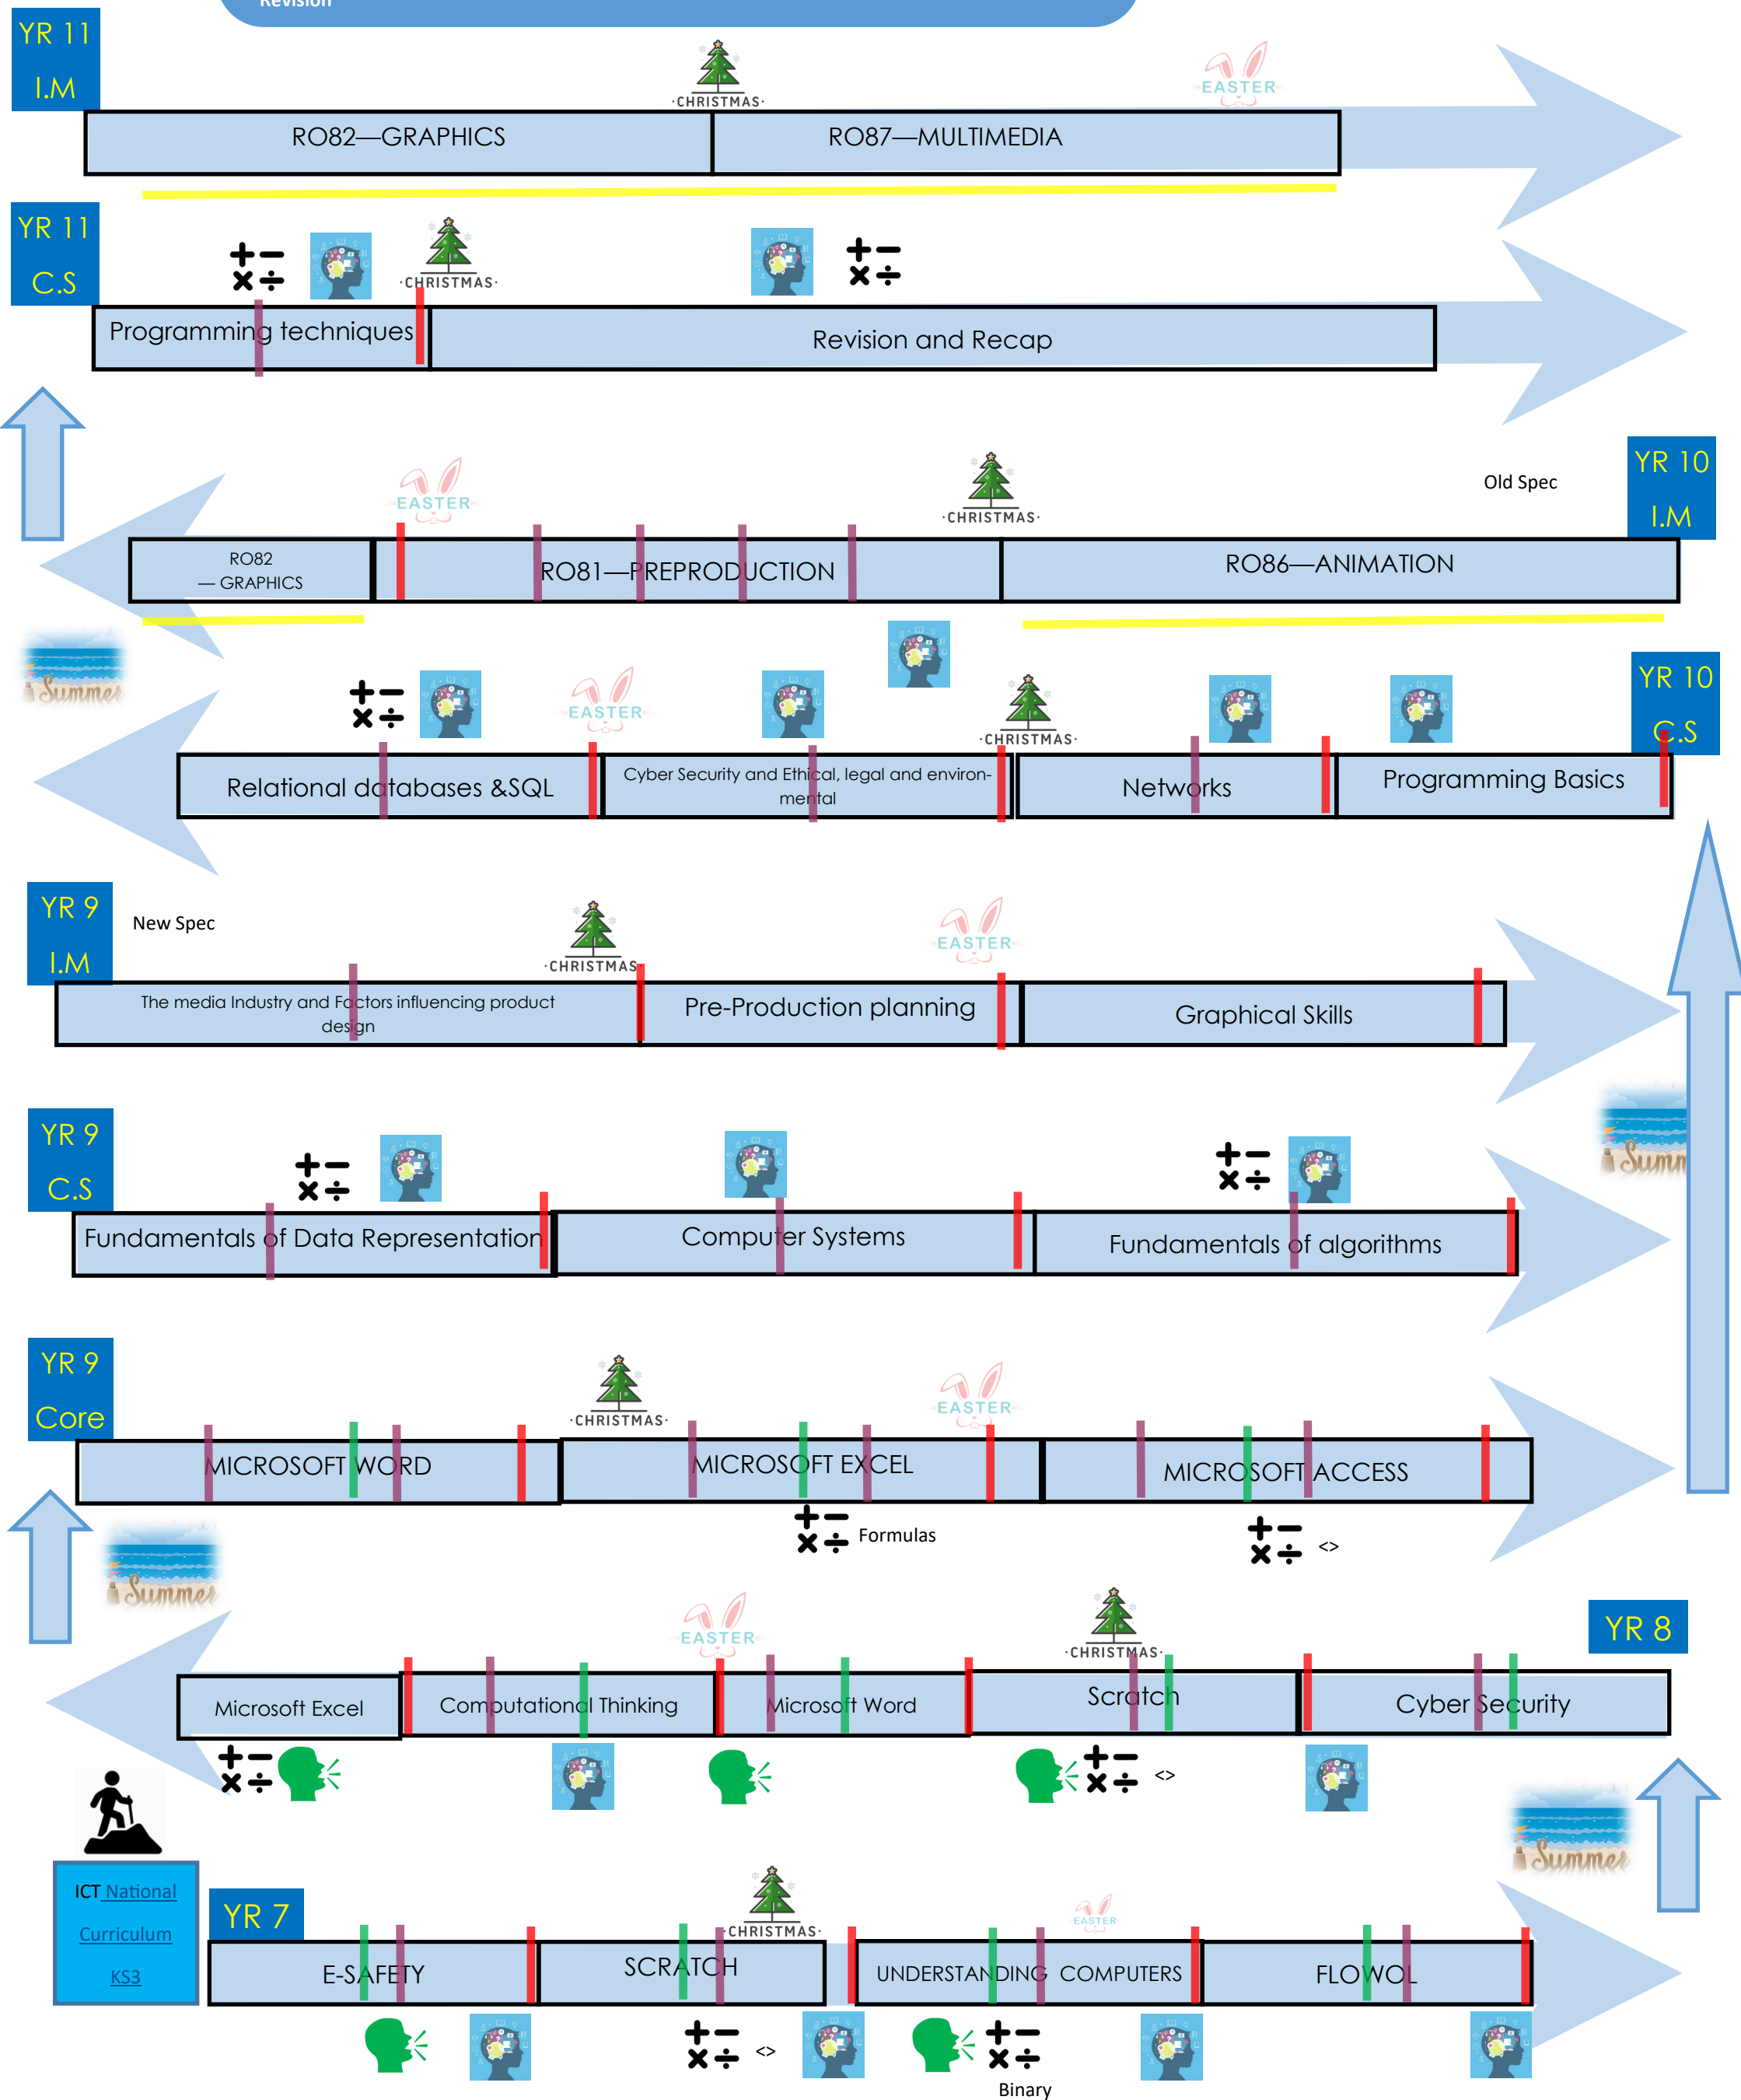 Revision
YR 11
I.M
·CHRISTMAS·
EASTER
RO82—GRAPHICS
RO87—MULTIMEDIA
YR 11
C.S
·CHRISTMAS·
Programming techniques
Revision and Recap
YR 10
I.M
Old Spec
EASTER
·CHRISTMAS·
RO82
— GRAPHICS
RO81—PREPRODUCTION
RO86—ANIMATION
Summer
YR 10
C.S
EASTER
·CHRISTMAS·
Relational databases &SQL
Cyber Security and Ethical, legal and environ-
mental
Networks
Programming Basics
YR 9
I.M
New Spec
·CHRISTMAS·
EASTER
The media Industry and Factors influencing product
design
Pre-Production planning
Graphical Skills
Summ
YR 9
C.S
Fundamentals of Data Representation
Computer Systems
Fundamentals of algorithms
YR 9
Core
·CHRISTMAS·
EASTER
MICROSOFT WORD
MICROSOFT EXCEL
MICROSOFT ACCESS
Formulas
<>
Summer
EASTER
·CHRISTMAS·
YR 8
Microsoft Excel
Computational Thinking
Microsoft Word
Scratch
Cyber Security
<>
Summer
ICT National
Curriculum
KS3
YR 7
·CHRISTMAS·
EASTER
E-SAFETY
SCRATCH
UNDERSTANDING COMPUTERS
FLOWOL
<>
Binary